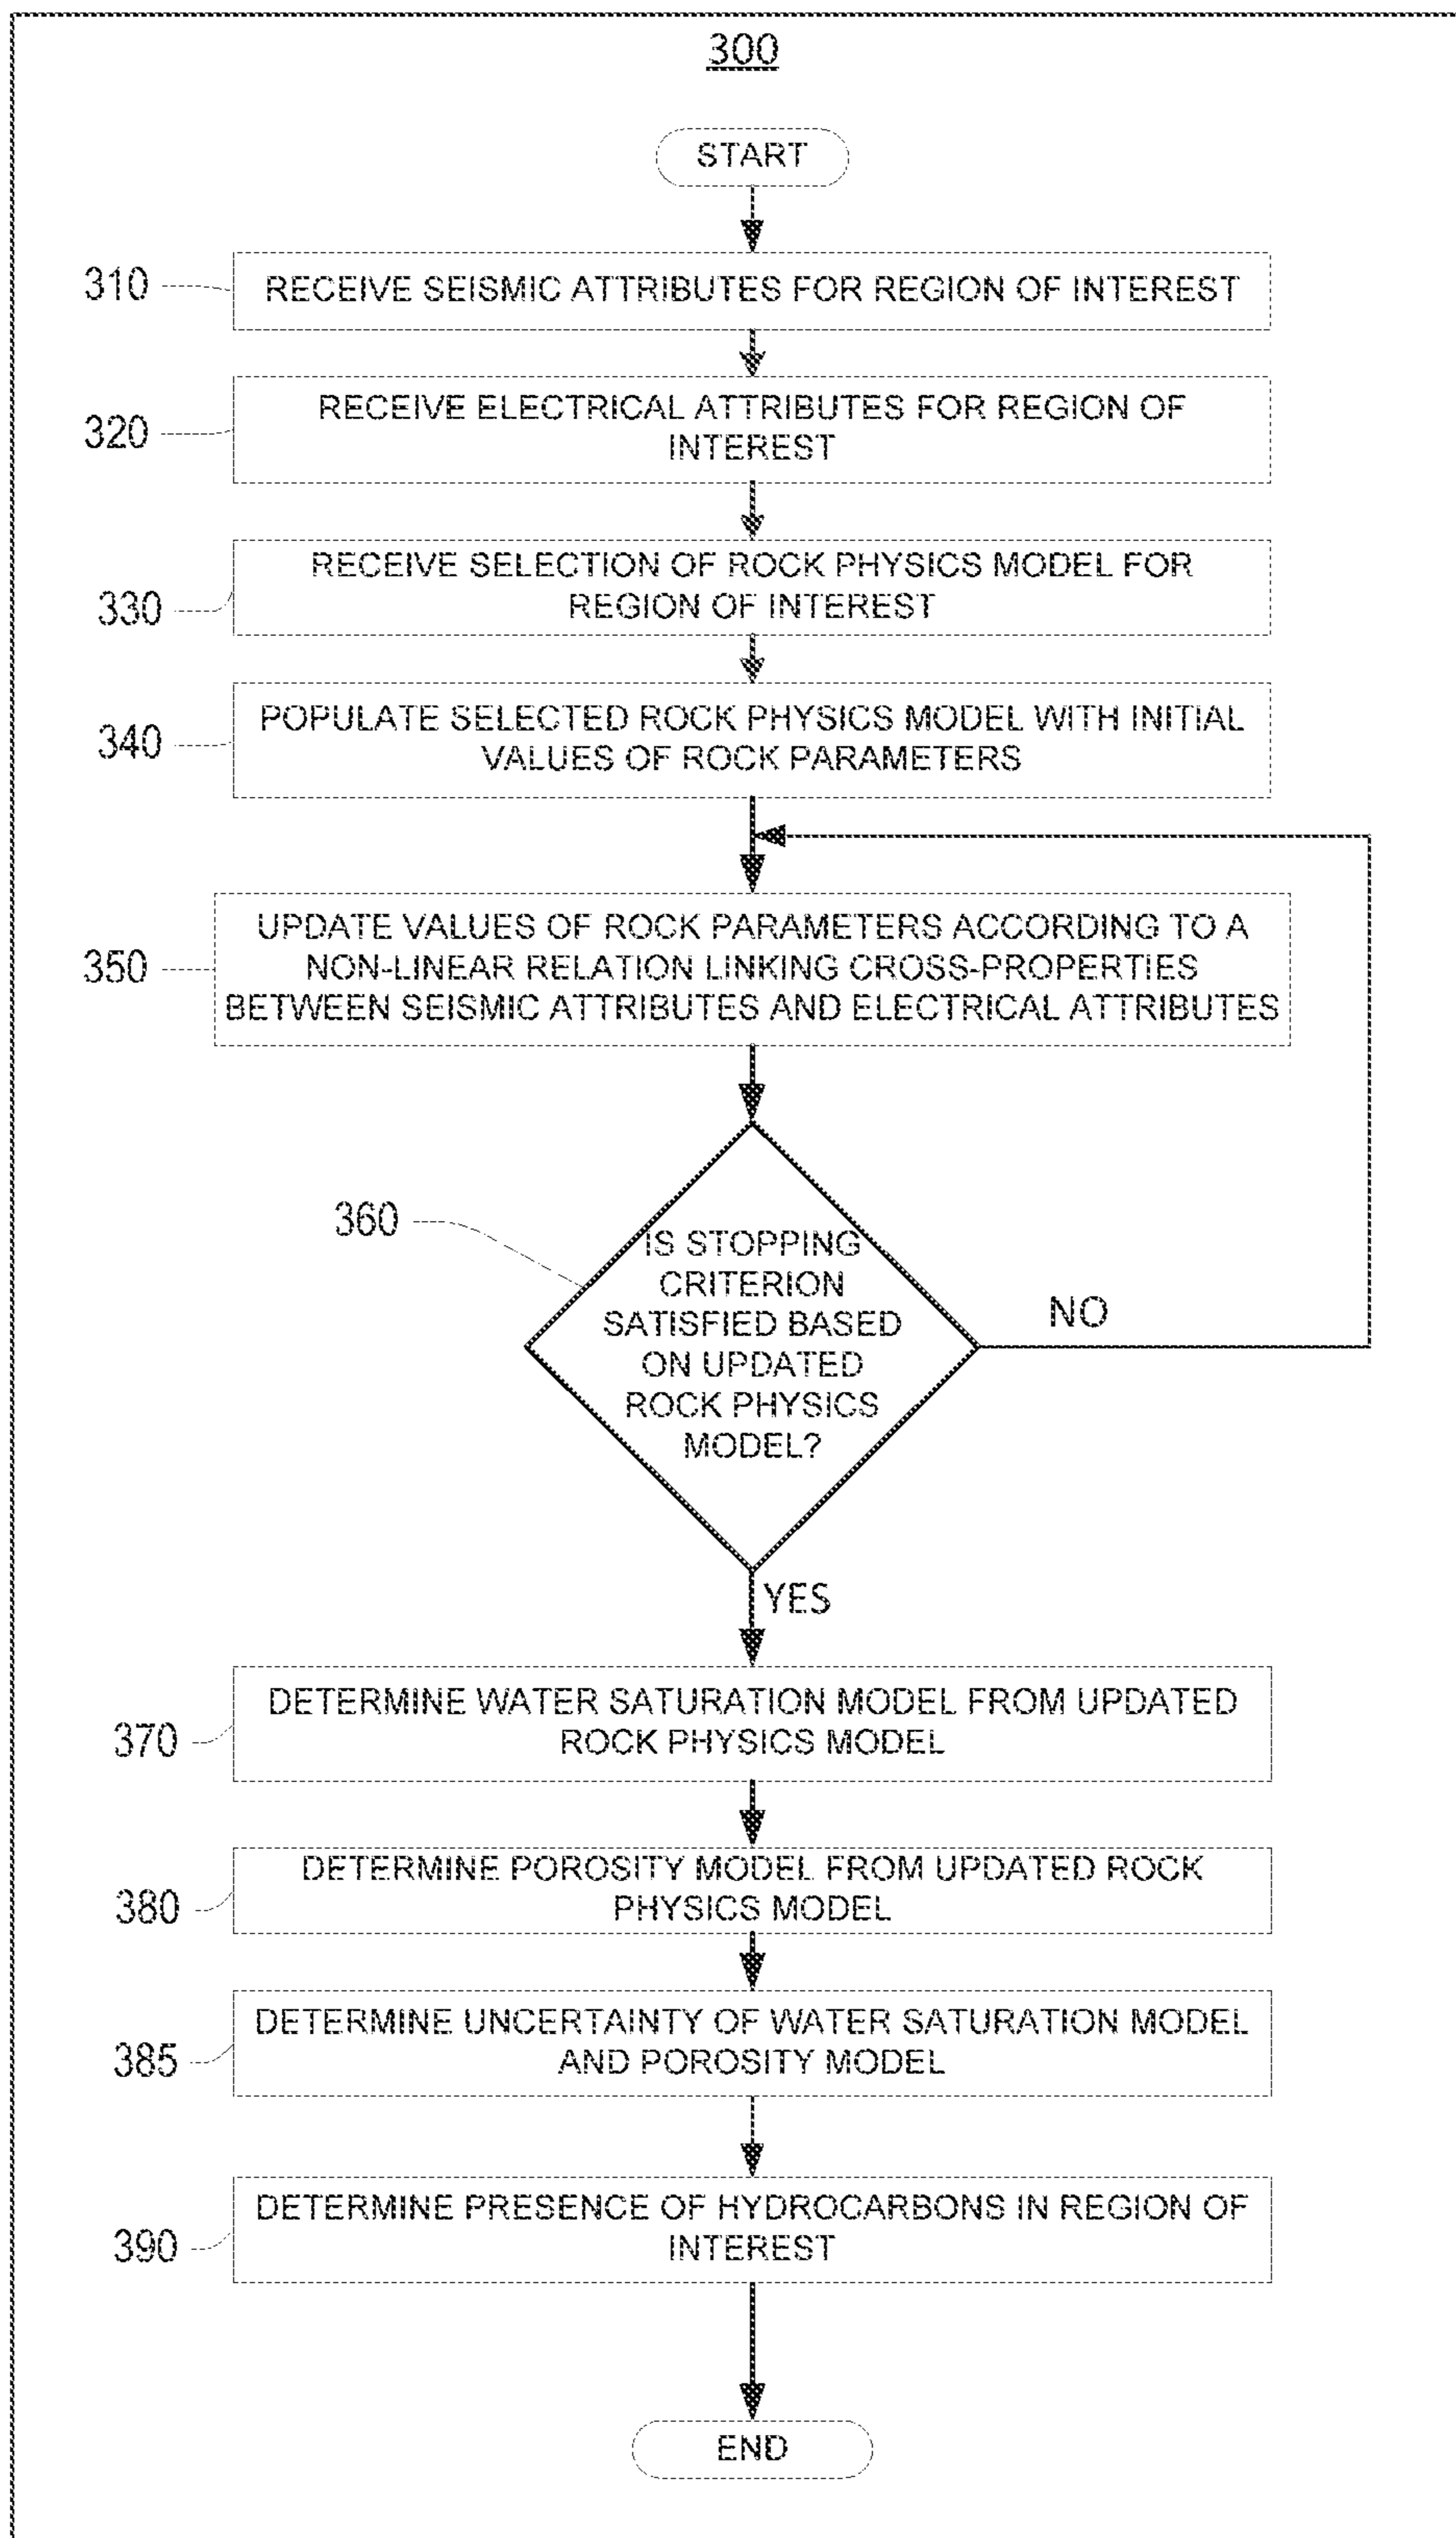 300
START
310
RECEIVE SEISMIC ATTRIBUTES FOR REGION OF INTEREST
320
RECEIVE ELECTRICAL ATTRIBUTES FOR REGION OF
INTEREST
330
RECEIVE SELECTION OF ROCK PHYSICS MODEL FOR
REGION OF INTEREST
340
POPULATE SELECTED ROCK PHYSICS MODEL WITH INITIAL
VALUES OF ROCK PARAMETERS
350
UPDATE VALUES OF ROCK PARAMETERS ACCORDING TO A
NON-LINEAR RELATION LINKING CROSS-PROPERTIES
BETWEEN SEISMIC ATTRIBUTES AND ELECTRICAL ATTRIBUTES
360
IS STOPPING
CRITERION
SATISFIED BASED
ON UPDATED
ROCK PHYSICS
MODEL?
NO
YES
370
DETERMINE WATER SATURATION MODEL FROM UPDATED
ROCK PHYSICS MODEL
380
DETERMINE POROSITY MODEL FROM UPDATED ROCK
PHYSICS MODEL
385
DETERMINE UNCERTAINTY OF WATER SATURATION MODEL
AND POROSITY MODEL
390
DETERMINE PRESENCE OF HYDROCARBONS IN REGION OF
INTEREST
END